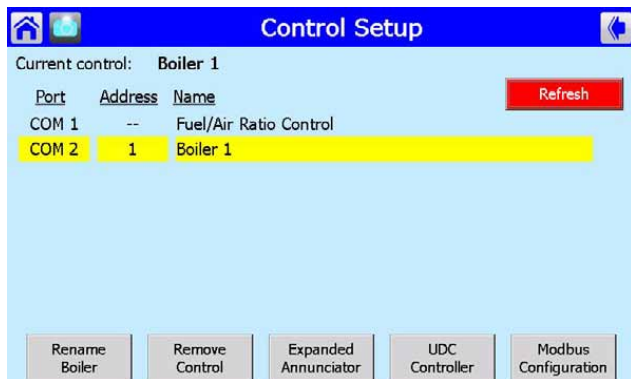 Control Setup
Current control: Boiler 1
Port Address Name
Refresh
COM 1 -- Fuel/Air Ratio Control
COM 2 1 Boiler 1
Rename
Boiler
Remove
Control
Expanded
Annunciator
UDC
Controller
Modbus
Configuration